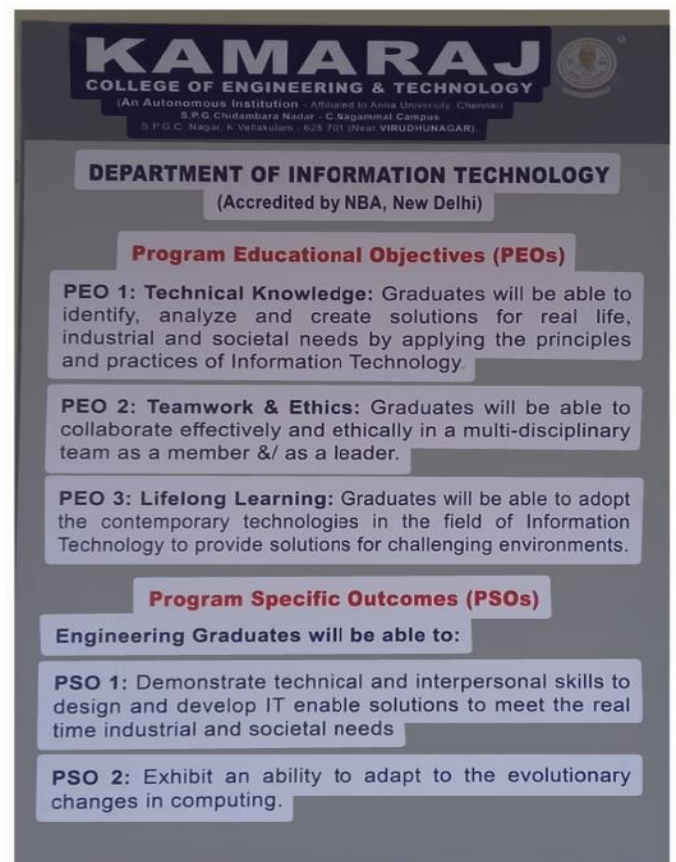 KAMARAJ
COLLEGE OF ENGINEERING & TECHNOLOGY
(An Autonomous Institution - Affiliated to Anna University, Chennai)
S.P.G.Chidambara Nadar - C.Nagammal Campus
S.P.G.C. Nagar, K.Vellakulam - 625 701 (Near VIRUDHUNAGAR).
DEPARTMENT OF INFORMATION TECHNOLOGY
(Accredited by NBA, New Delhi)
Program Educational Objectives (PEOs)
PEO 1: Technical Knowledge: Graduates will be able to
identify, analyze and create solutions for real life,
industrial and societal needs by applying the principles
and practices of Information Technology.
PEO 2: Teamwork & Ethics: Graduates will be able to
collaborate effectively and ethically in a multi-disciplinary
team as a member &/ as a leader.
PEO 3: Lifelong Learning: Graduates will be able to adopt
the contemporary technologies in the field of Information
Technology to provide solutions for challenging environments.
Program Specific Outcomes (PSOs)
Engineering Graduates will be able to:
PSO 1: Demonstrate technical and interpersonal skills to
design and develop IT enable solutions to meet the real
time industrial and societal needs
PSO 2: Exhibit an ability to adapt to the evolutionary
changes in computing.